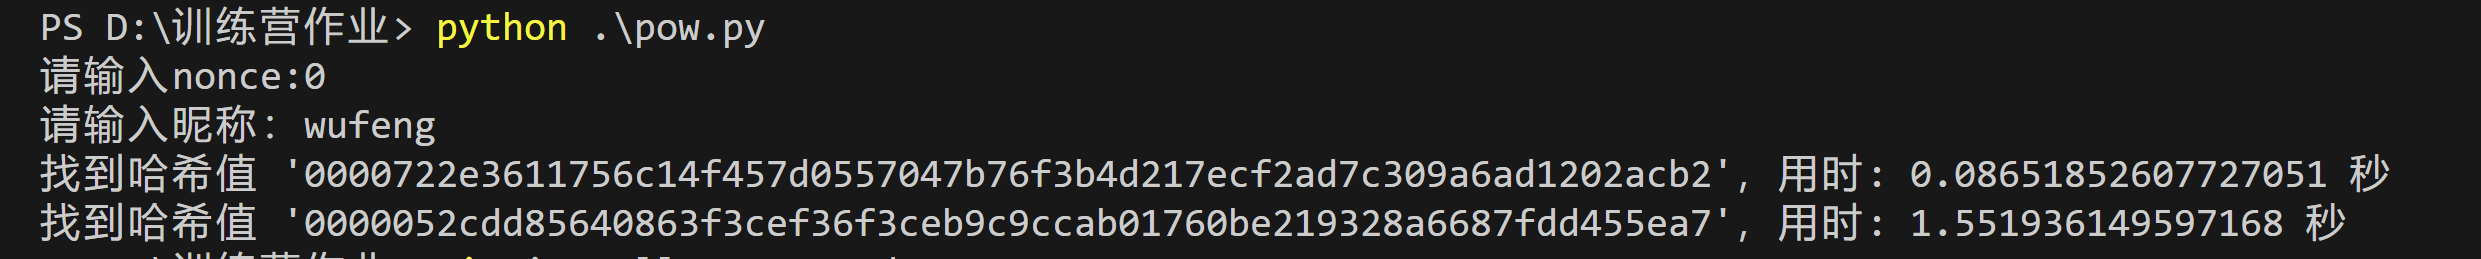 PS D:\训练营作业> python .\pow.py
请输入nonce:0
请输入昵称: wufeng
找到哈希值 '0000722e3611756c14f457d0557047b76f3b4d217ecf2ad7c309a6ad1202acb2', 用时: 0.08651852607727051 秒
找到哈希值 '0000052cdd85640863f3cef36f3ceb9c9ccab01760be219328a6687fdd455ea7', 用时: 1.551936149597168 秒